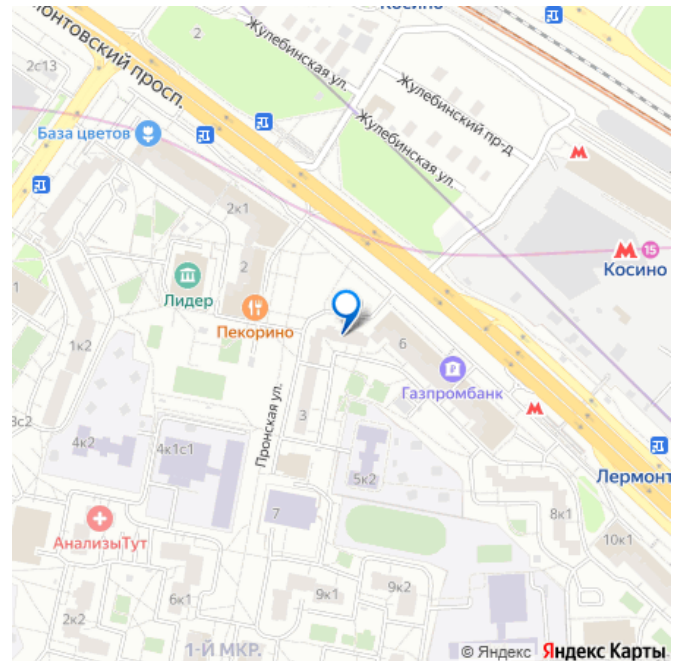 Косино
2
Жулебинская ул.
монтовский просп.
2с13
Жулебинский пр-д
База цветов
Жулебинская ул.
М
2к1
М 15
Косино
2
Лидер
1
Пекорино
6
1к2
Газпромбанк
М
3
Пронская ул.
3с2
4к2
4к1с1
5к2
Лермонт
7
8к1
АнализыТут
10к1
6к1
9к1
9к2
2к2
1-Й МКР.
© Яндекс Яндекс Карты